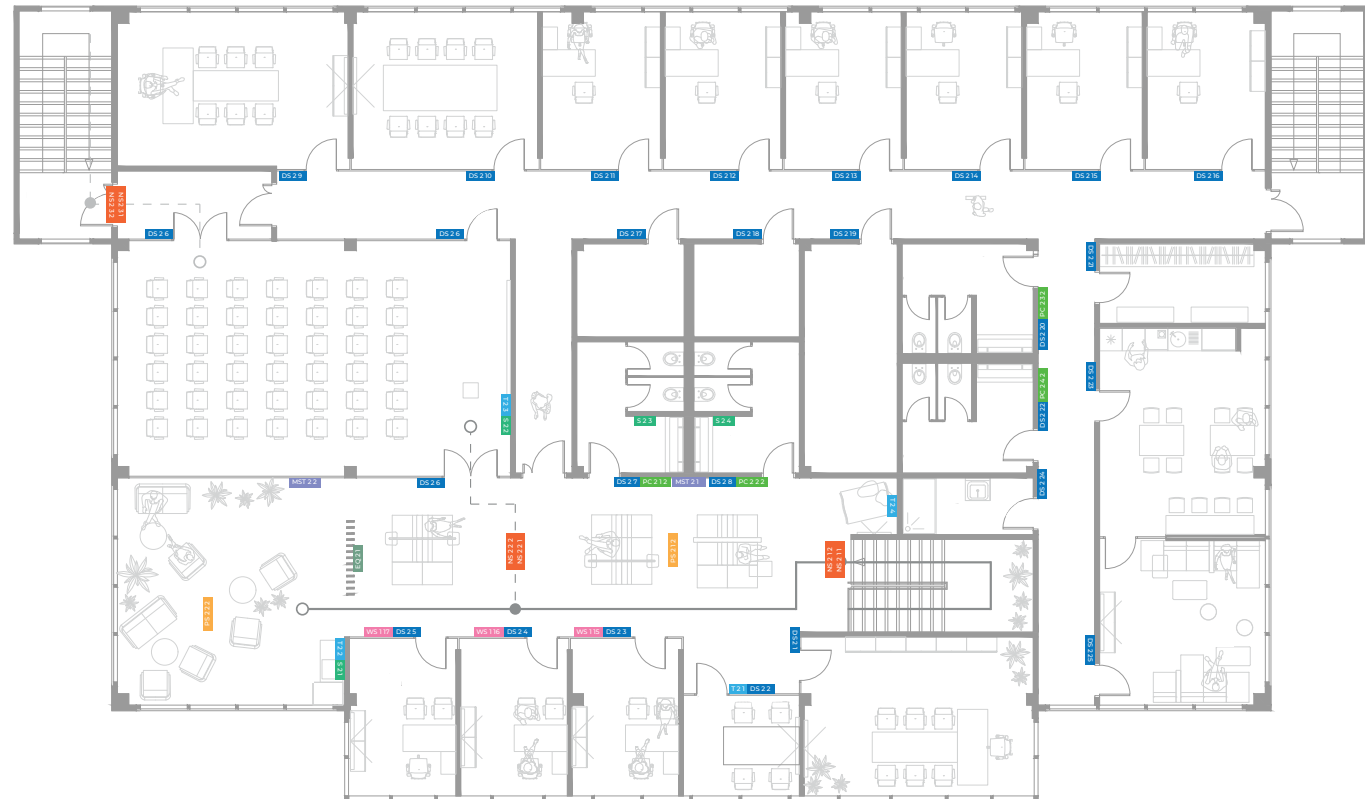 DS 2 9
DS 2 10
DS 2 11
DS 2 12
DS 2 13
DS 2 14
DS 2 15
DS 2 16
NS 2 3 1
NS 2 3 2
DS 2 6
DS 2 6
DS 2 17
DS 2 18
DS 2 19
DS 2 21
PC 2 3 2
DS 2 20
DS 2 23
PC 2 4 2
DS 2 22
T 2 3
S 2 2
S 2 3
S 2 4
MST 2 2
DS 2 6
DS 2 7
PC 2 1 2
MST 2 1
DS 2 8
PC 2 2 2
DS 2 24
T 2 4
EQ 2 1
MS 2 2 2
MS 2 2 1
PS 2 1 2
MS 2 1 2
MS 2 1 1
PS 2 2 2
WS 1 17
DS 2 5
WS 1 16
DS 2 4
WS 1 15
DS 2 3
DS 2 1
DS 2 25
T 2 2
S 2 1
T 2 1
DS 2 2